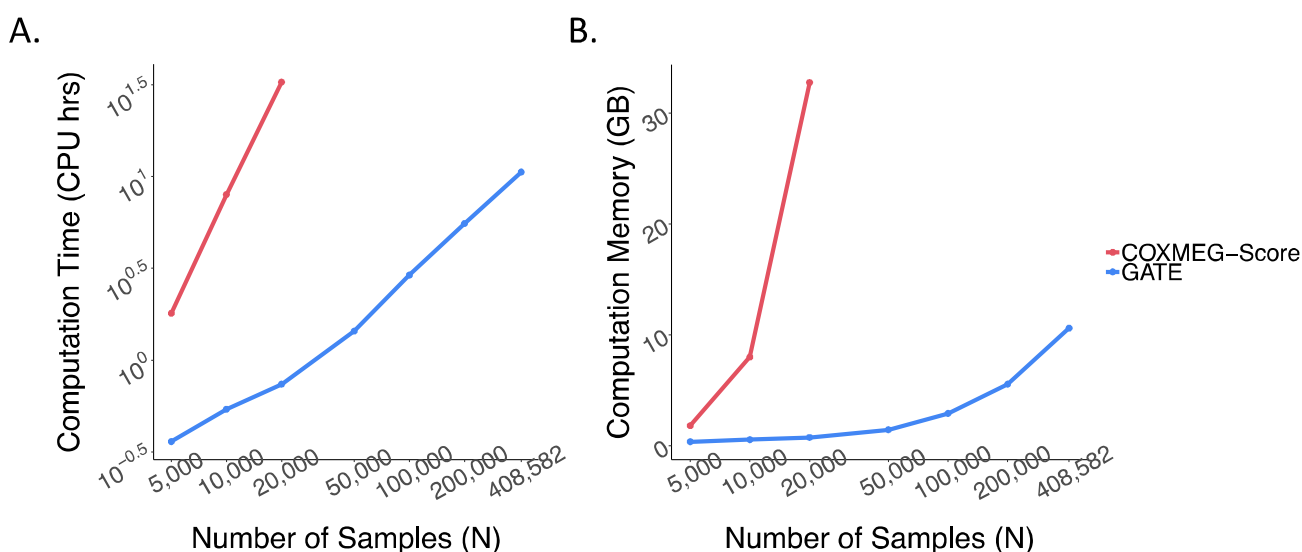 A.
Computation Time (CPU hrs)
10^1.5
10^1
10^0.5
10^0
10^−0.5
5,000
10,000
20,000
50,000
100,000
200,000
408,582
Number of Samples (N)
B.
Computation Memory (GB)
30
20
10
0
5,000
10,000
20,000
50,000
100,000
200,000
408,582
Number of Samples (N)
COXMEG−Score
GATE